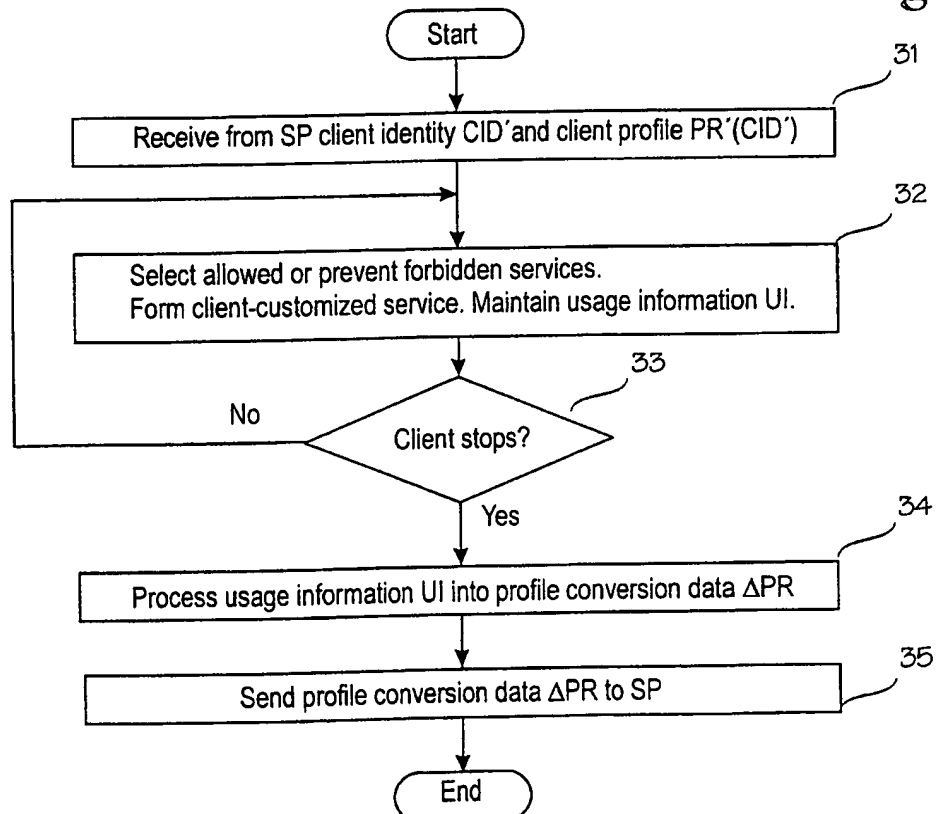 Start
31
Receive from SP client identity CID´and client profile PR´(CID´)
32
Select allowed or prevent forbidden services.
Form client-customized service. Maintain usage information UI.
33
No
Client stops?
Yes
34
Process usage information UI into profile conversion data ΔPR
35
Send profile conversion data ΔPR to SP
End